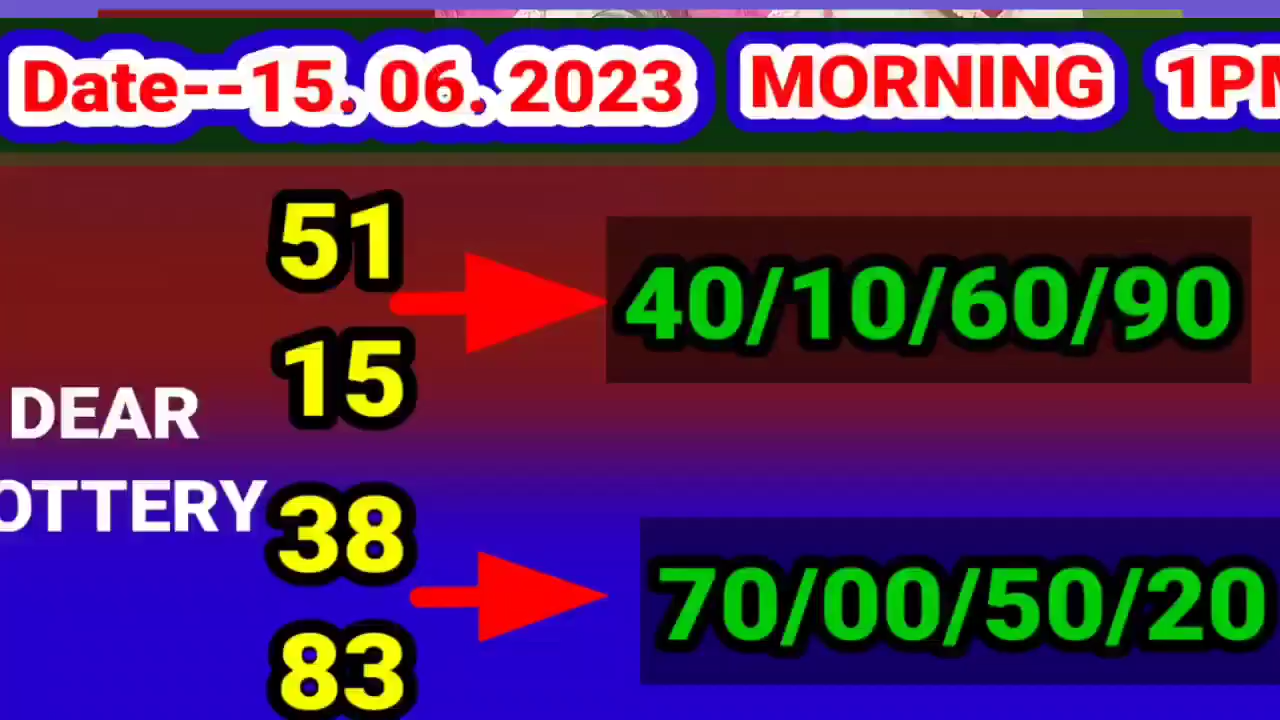 Date--15. 06. 2023 MORNING 1PM
51
40/10/60/90
15
DEAR
OTTERY
38
70/00/50/20
83